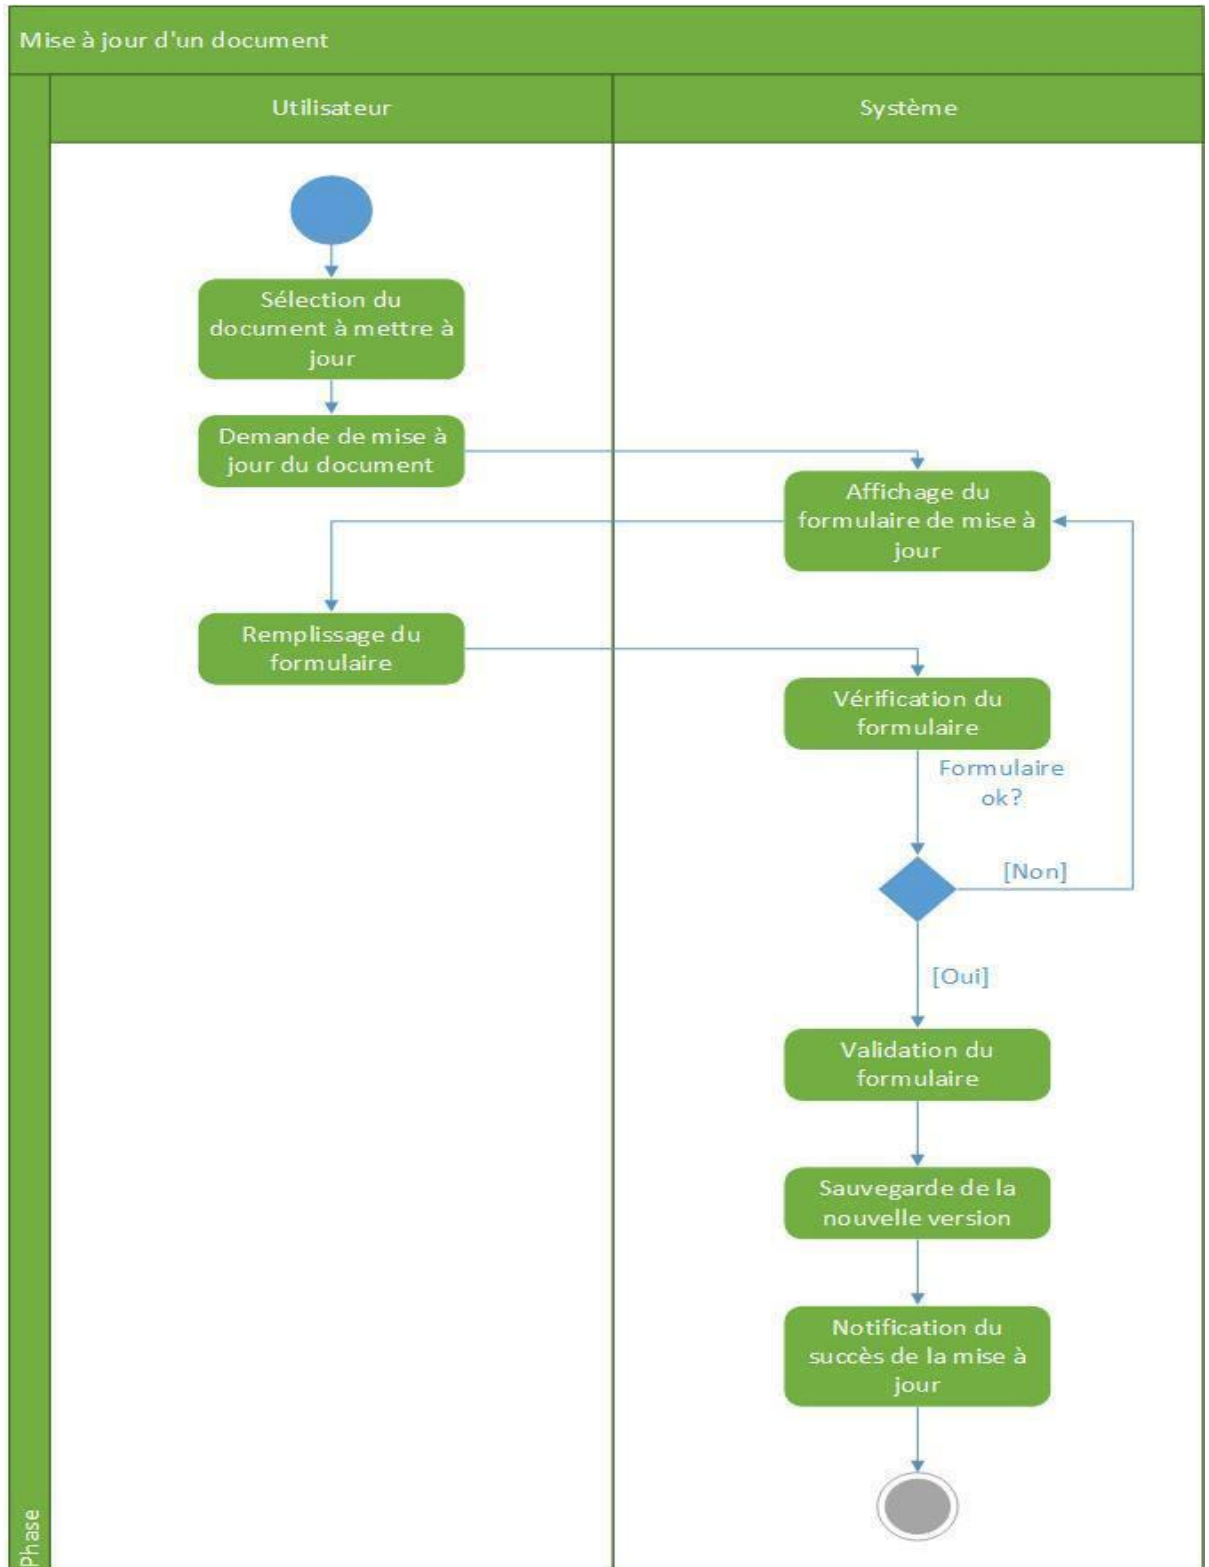 Mise à jour d'un document
Utilisateur
Système
Sélection du
document à mettre à
jour
Demande de mise à
jour du document
Affichage du
formulaire de mise à
jour
Remplissage du
formulaire
Vérification du
formulaire
Formulaire
ok?
[Non]
[Oui]
Validation du
formulaire
Sauvegarde de la
nouvelle version
Notification du
succès de la mise à
jour
Phase